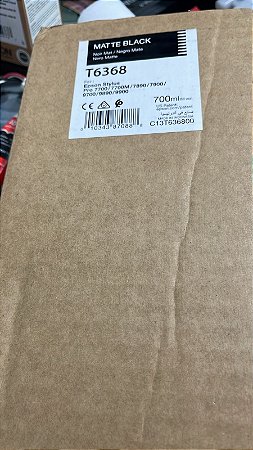 MATTE BLACK
Noir Mat / Negro Mate
Nero Matte
T6368
Epson Stylus
Pro 7700/7700M/7890/7900/
9700/9890/9900
700ml
C13T636800